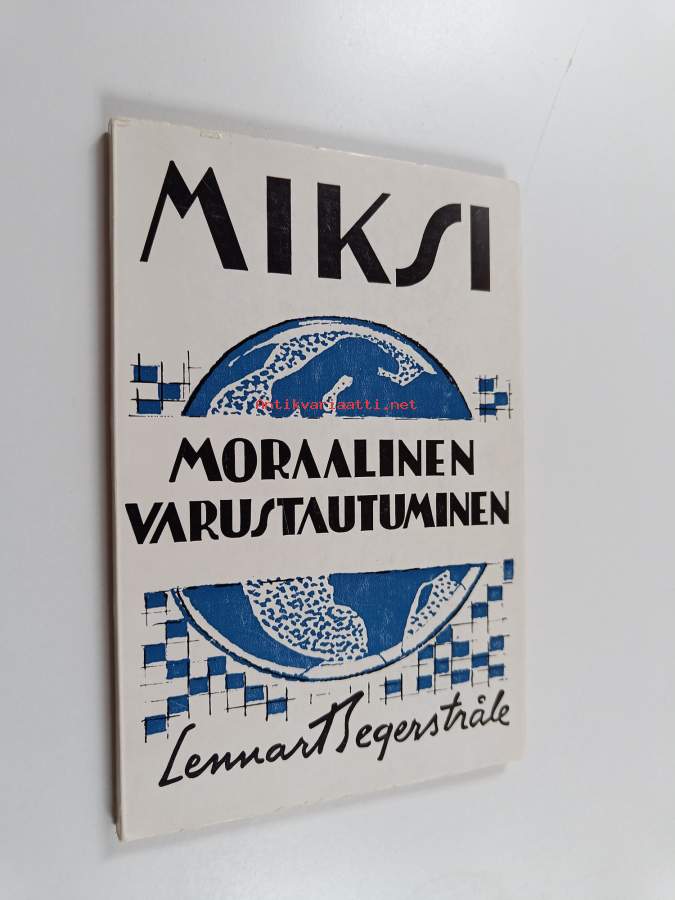 MIKSI
Antikvariaatti.net
MORAALINEN
VARUSTAUTUMINEN
Lennart Segerstråle